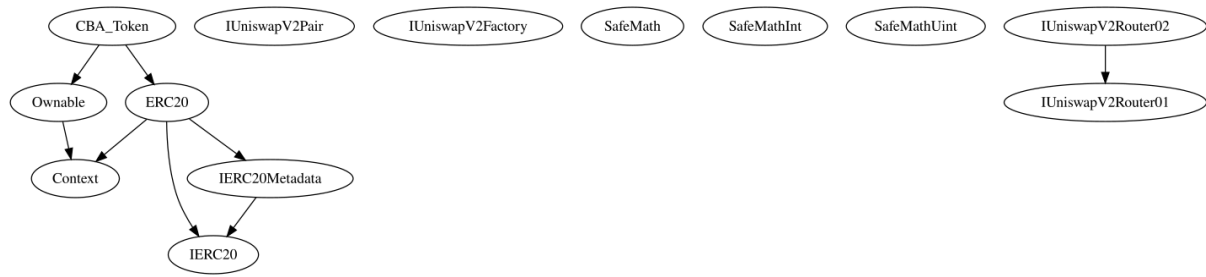 CBA_Token
IUniswapV2Pair
IUniswapV2Factory
SafeMath
SafeMathInt
SafeMathUint
IUniswapV2Router02
Ownable
ERC20
IUniswapV2Router01
Context
IERC20Metadata
IERC20